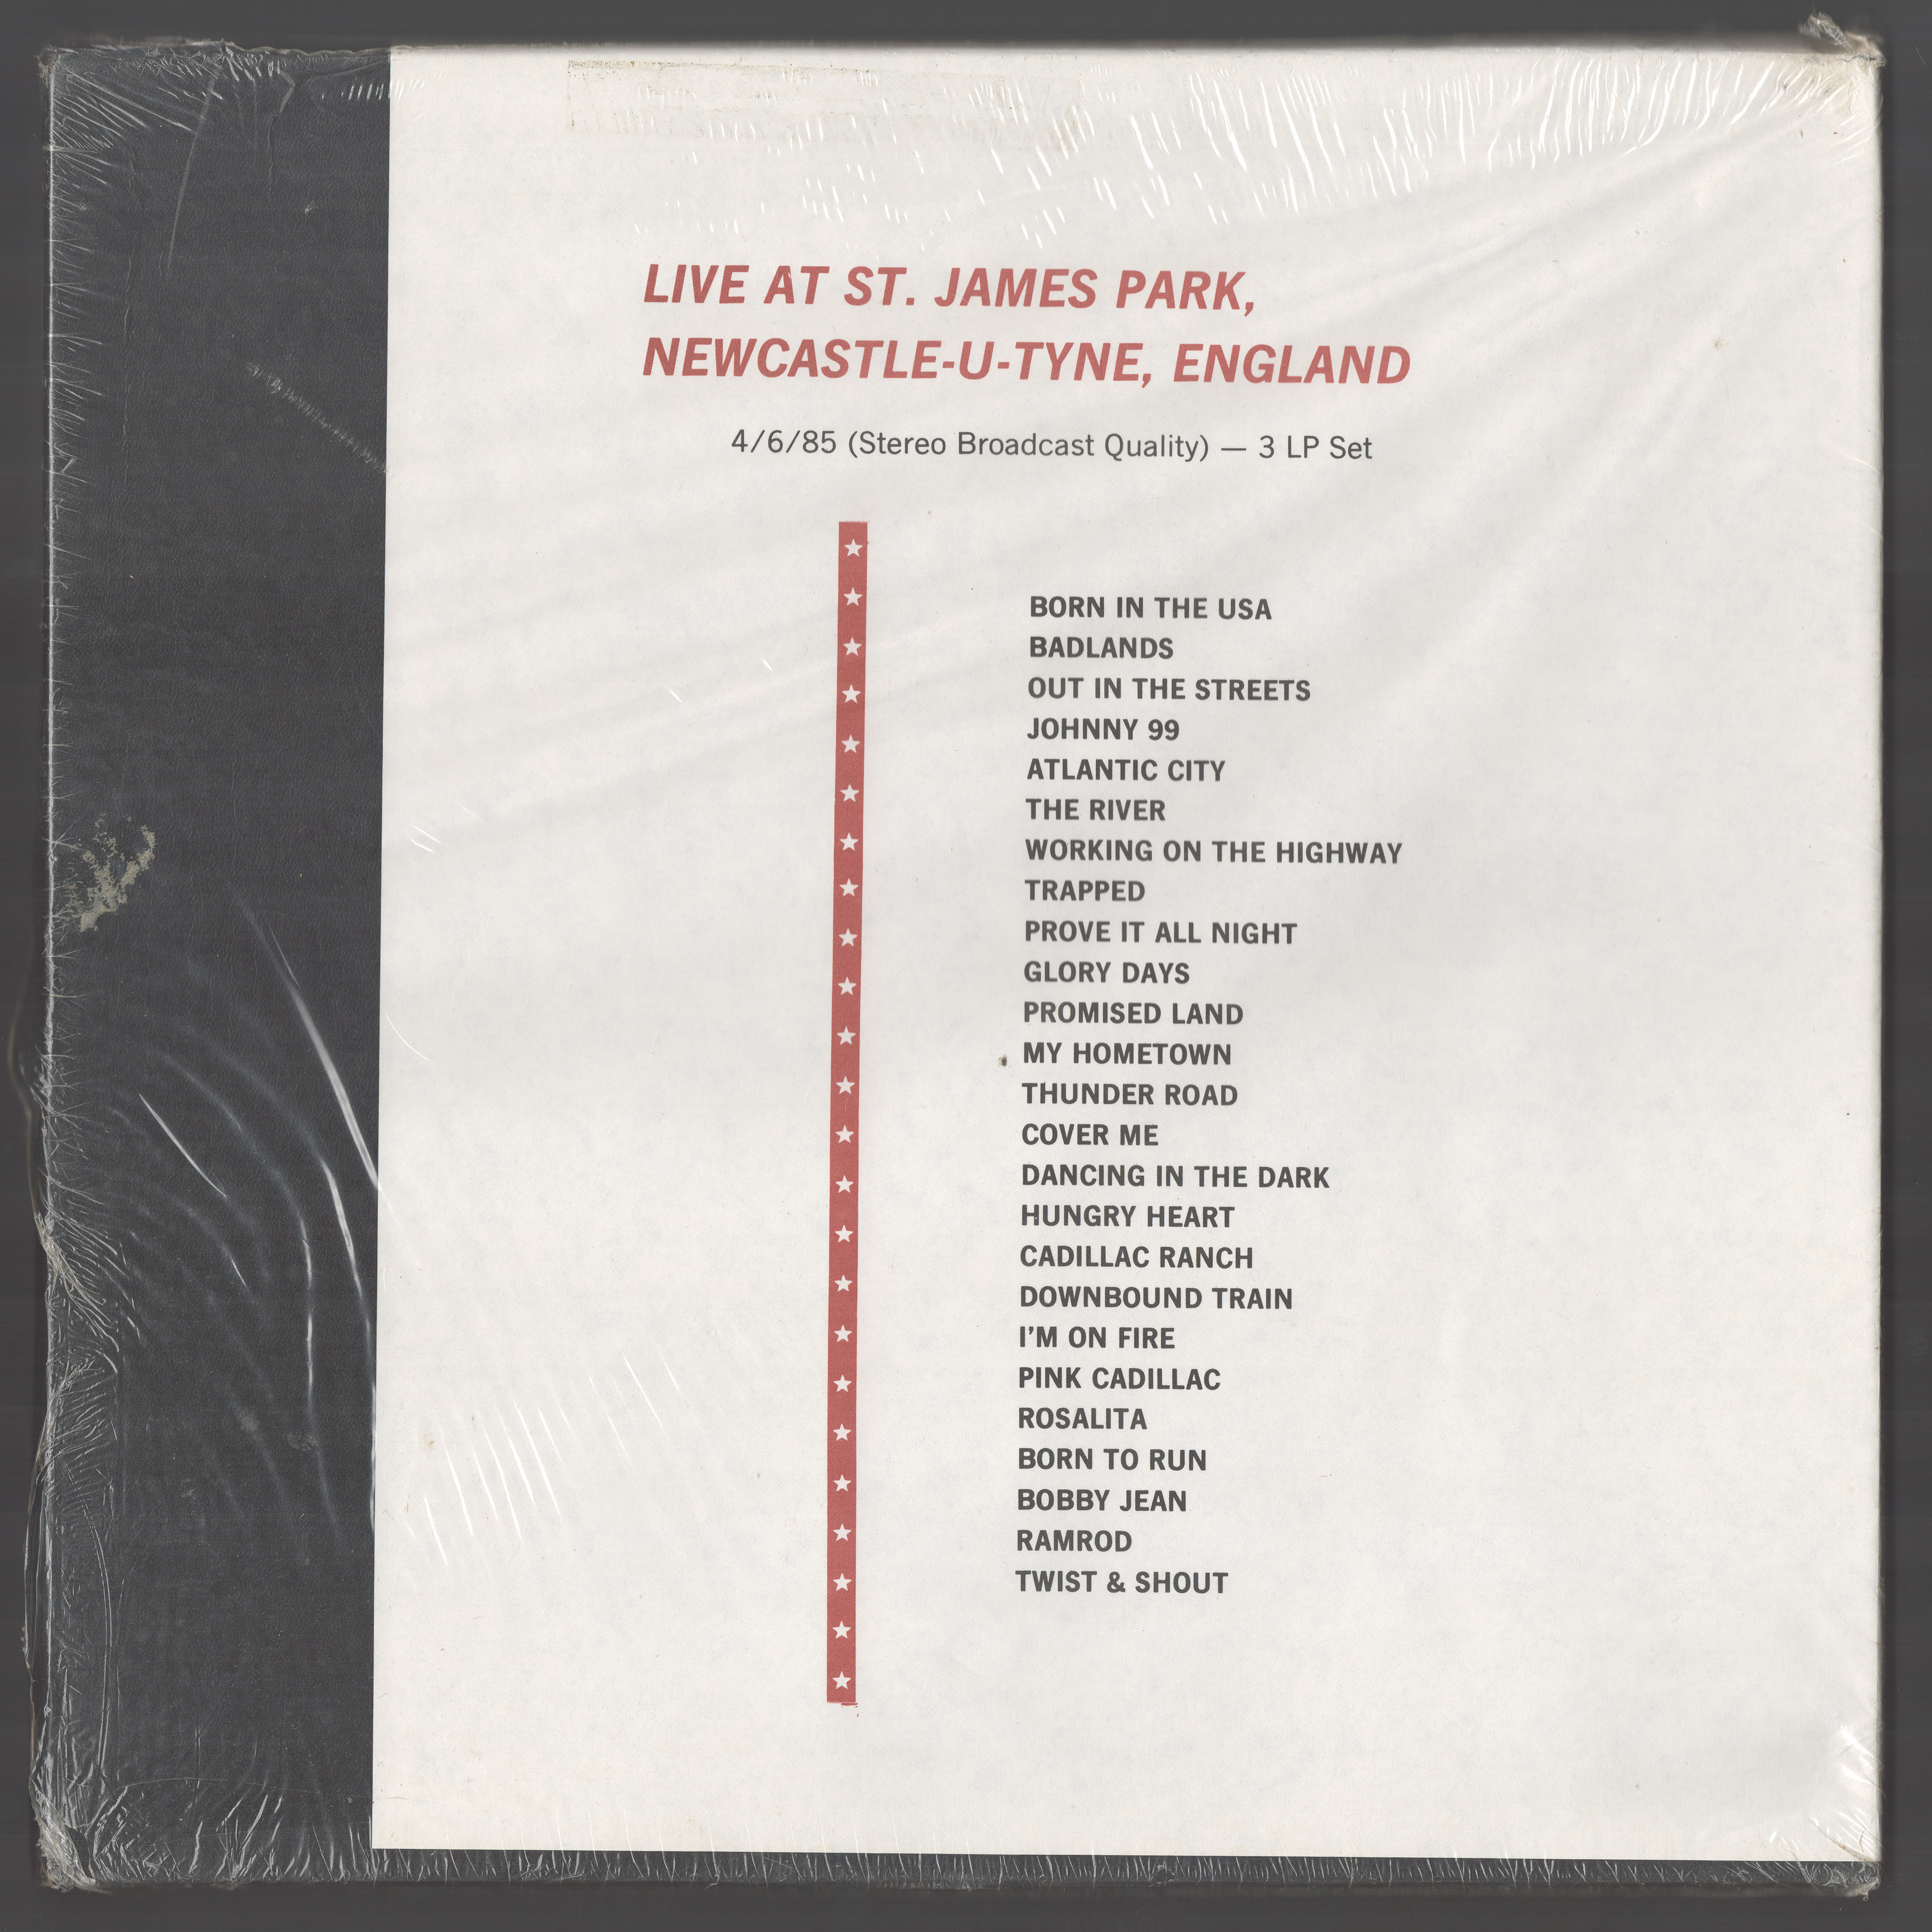 LIVE AT ST. JAMES PARK,
NEWCASTLE-U-TYNE, ENGLAND
4/6/85 (Stereo Broadcast Quality) — 3 LP Set
BORN IN THE USA
BADLANDS
OUT IN THE STREETS
JOHNNY 99
ATLANTIC CITY
THE RIVER
WORKING ON THE HIGHWAY
TRAPPED
PROVE IT ALL NIGHT
GLORY DAYS
PROMISED LAND
MY HOMETOWN
THUNDER ROAD
COVER ME
DANCING IN THE DARK
HUNGRY HEART
CADILLAC RANCH
DOWNBOUND TRAIN
I'M ON FIRE
PINK CADILLAC
ROSALITA
BORN TO RUN
BOBBY JEAN
RAMROD
TWIST & SHOUT